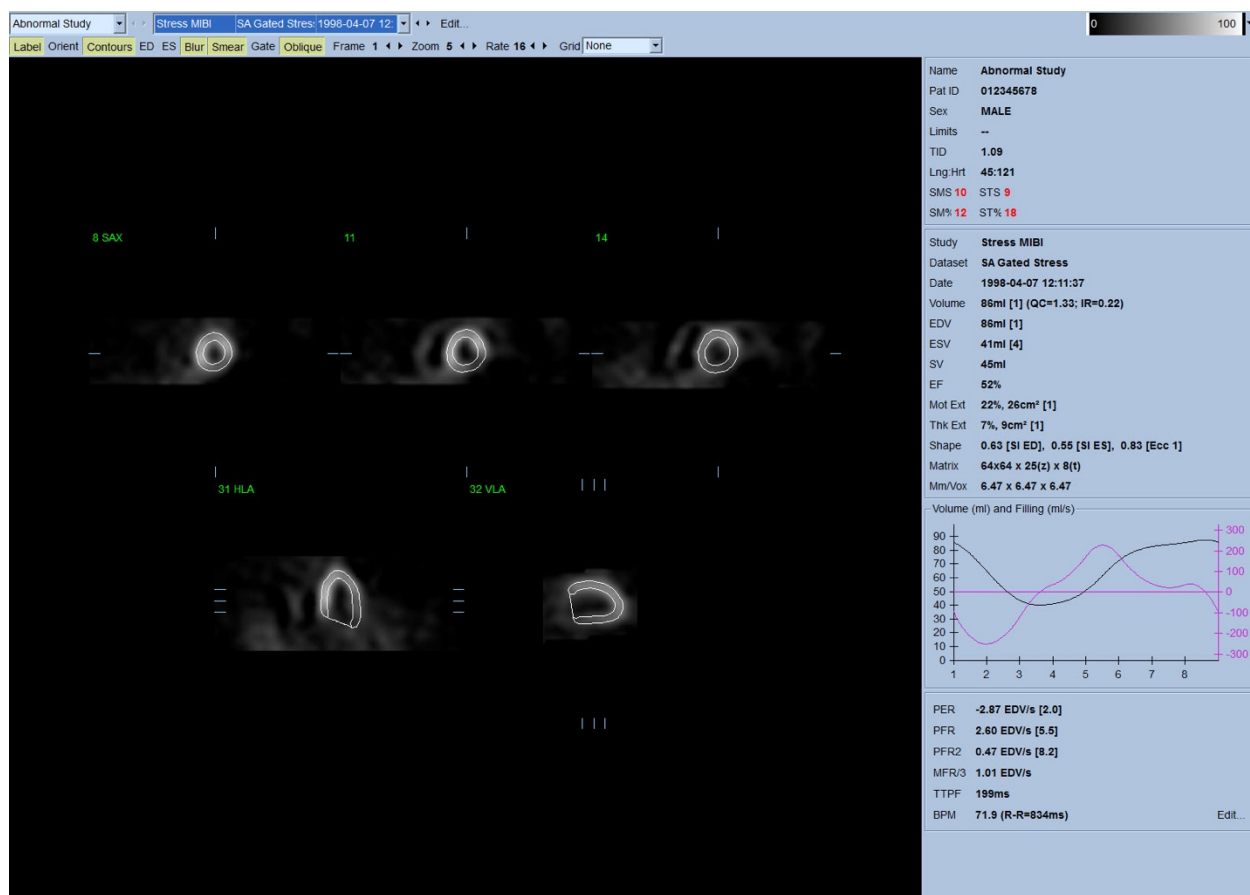 Abnormal Study Stress MIBI SA Gated Stres: 1998-04-07 12: Edit... 0 100
Label Orient Contours ED ES Blur Smear Gate Oblique Frame 1 Zoom 5 Rate 16 Grid None
8 SAX 11 14
31 HLA 32 VLA
Name Abnormal Study
Pat ID 012345678
Sex MALE
Limits --
TID 1.09
Lng:Hrt 45:121
SMS 10 STS 9
SM% 12 ST% 18
Study Stress MIBI
Dataset SA Gated Stress
Date 1998-04-07 12:11:37
Volume 86ml [1] (QC=1.33; IR=0.22)
EDV 86ml [1]
ESV 41ml [4]
SV 45ml
EF 52%
Mot Ext 22%, 26cm² [1]
Thk Ext 7%, 9cm² [1]
Shape 0.63 [SI ED], 0.55 [SI ES], 0.83 [Ecc 1]
Matrix 64x64 x 25(z) x 8(t)
Mm/Vox 6.47 x 6.47 x 6.47
Volume (ml) and Filling (ml/s)
90 300
80 200
70 100
60
50 0
40
30 -100
20 -200
10
0 -300
1 2 3 4 5 6 7 8
PER -2.87 EDV/s [2.0]
PFR 2.60 EDV/s [5.5]
PFR2 0.47 EDV/s [8.2]
MFR/3 1.01 EDV/s
TTPF 199ms
BPM 71.9 (R-R=834ms) Edit...